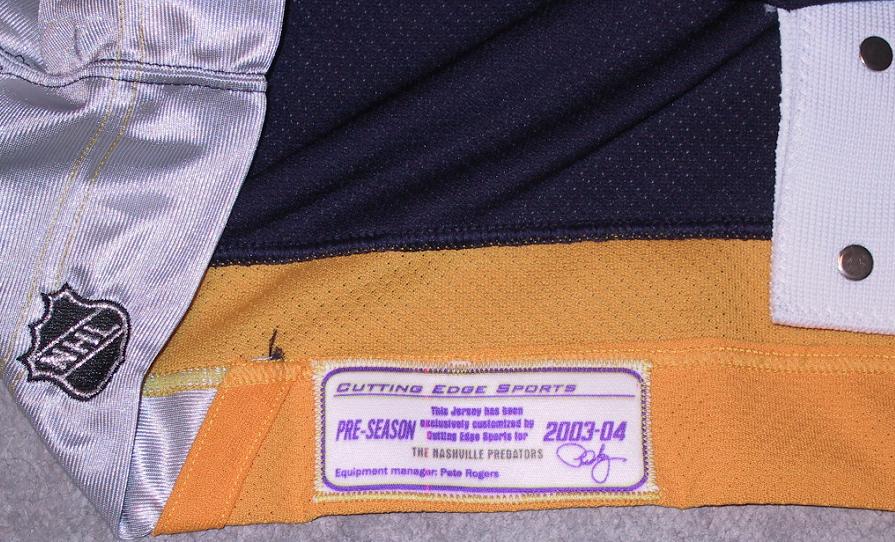 NHL
CUTTING EDGE SPORTS
This Jersey has been
exclusively customized by
Cutting Edge Sports for
PRE-SEASON
2003-04
THE NASHVILLE PREDATORS
Equipment manager: Pete Rogers